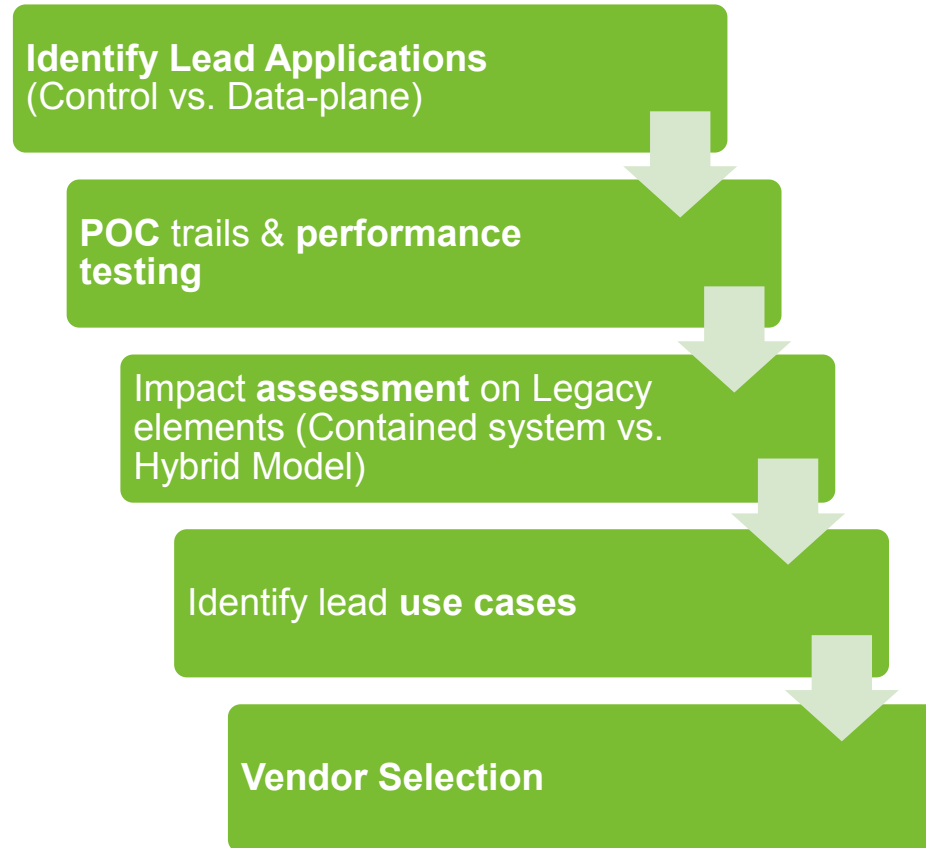 Identify Lead Applications
(Control vs. Data-plane)
POC trails & performance
testing
Impact assessment on Legacy
elements (Contained system vs.
Hybrid Model)
Identify lead use cases
Vendor Selection